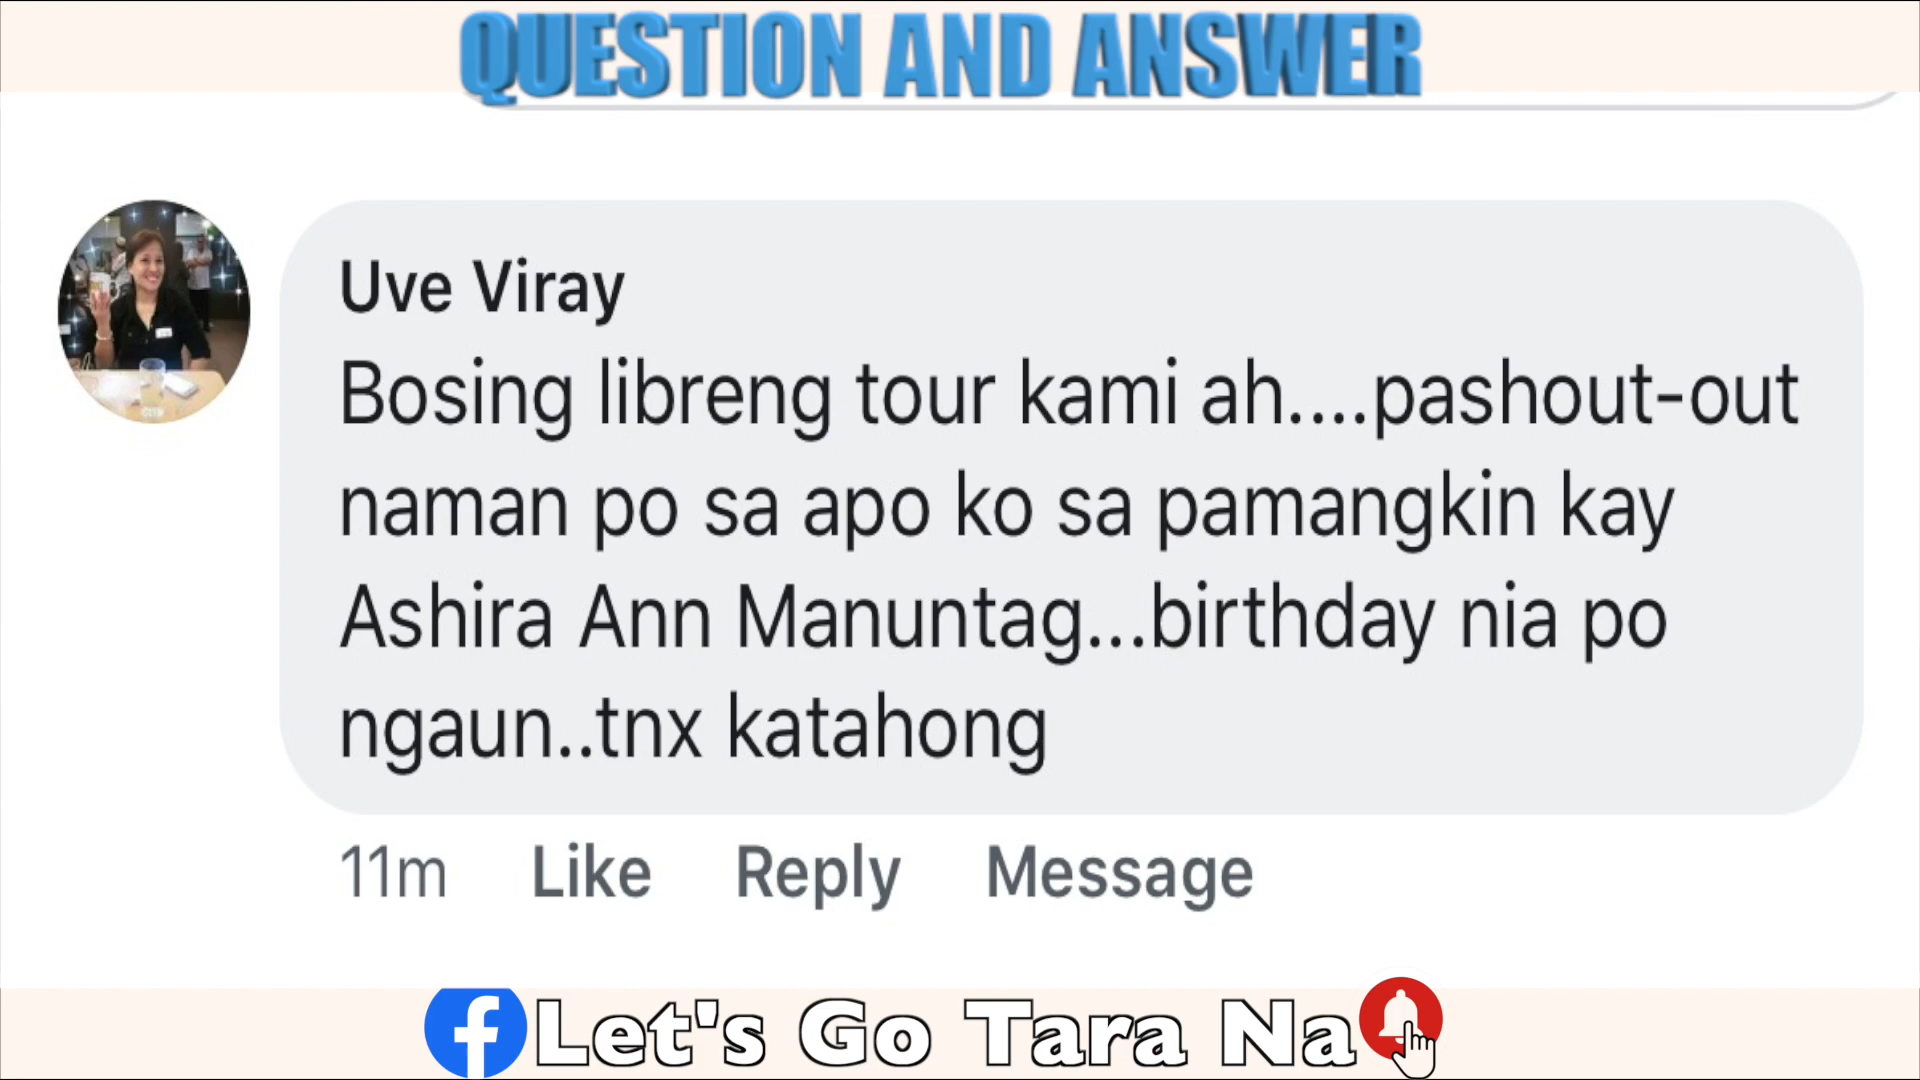 QUESTION AND ANSWER
Uve Viray
Bosing libreng tour kami ah....pashout-out
naman po sa apo ko sa pamangkin kay
Ashira Ann Manuntag...birthday nia po
ngaun..tnx katahong
11m Like Reply Message
Let's Go Tara Na